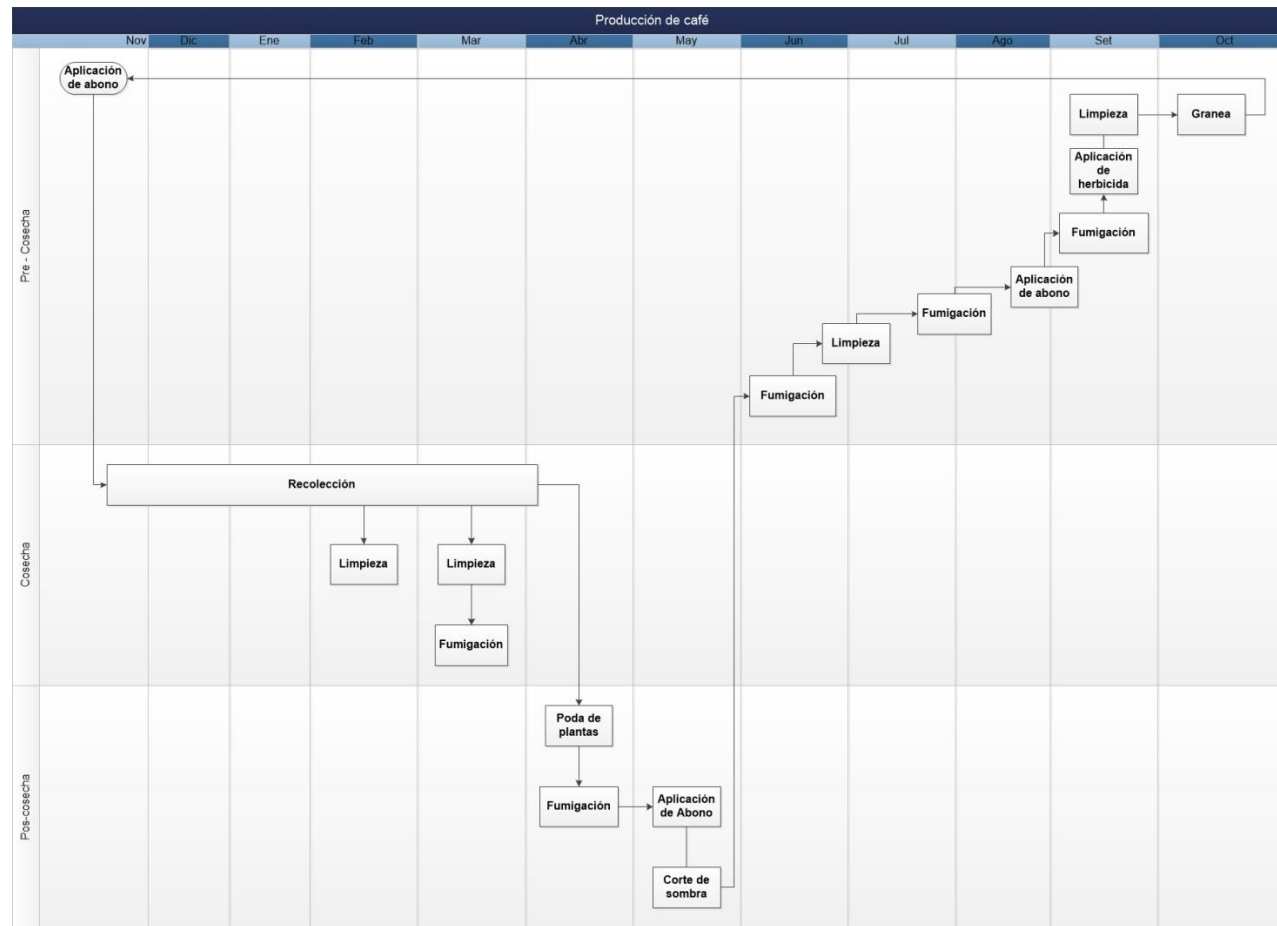 Producción de café
Nov Dic Ene Feb Mar Abr May Jun Jul Ago Set Oct
Pre - Cosecha
Aplicación
de abono
Limpieza
Granea
Aplicación
de
herbicida
Fumigación
Aplicación
de abono
Fumigación
Limpieza
Fumigación
Cosecha
Recolección
Limpieza
Limpieza
Fumigación
Pos-cosecha
Poda de
plantas
Fumigación
Aplicación
de Abono
Corte de
sombra